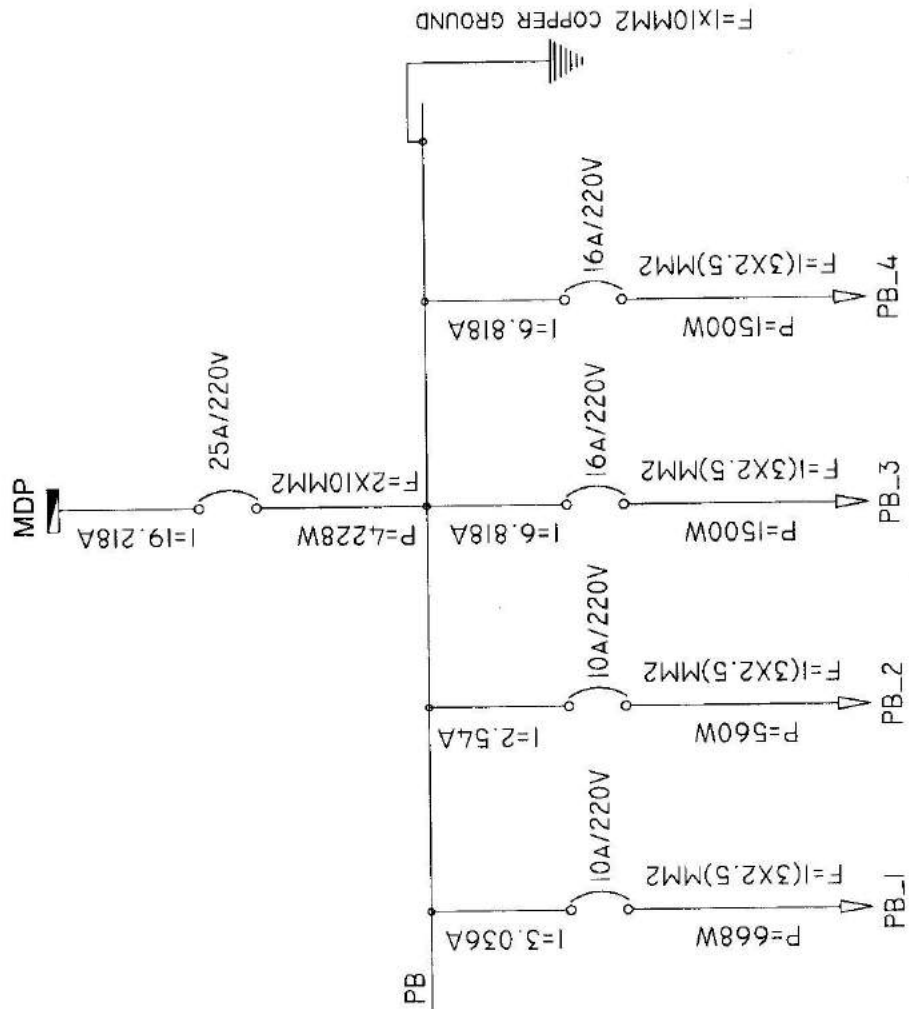 MDP
25A/220V
I=19.218A
F=2X10MM2
P=4228W
F=1x10MM2 COPPER GROUND
PB
I=3.036A
10A/220V
F=1(3X2.5)MM2
P=668W
PB_1
I=2.54A
10A/220V
F=1(3X2.5)MM2
P=560W
PB_2
I=6.818A
16A/220V
F=1(3X2.5)MM2
P=1500W
PB_3
I=6.818A
16A/220V
F=1(3X2.5)MM2
P=1500W
PB_4